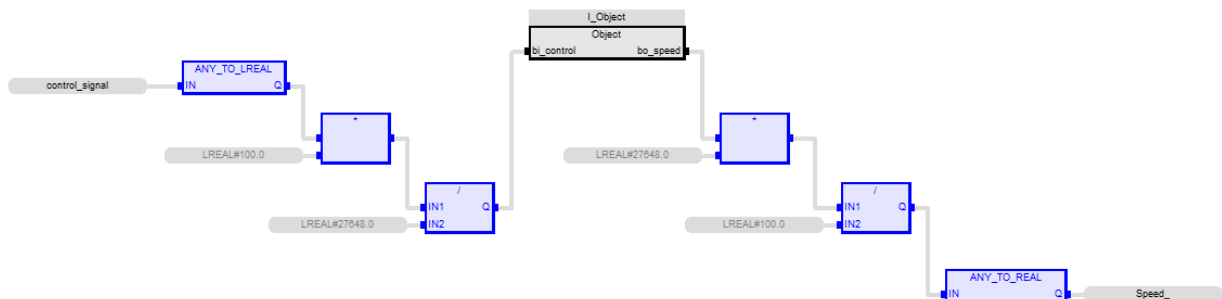 I_Object
Object
bi_control bo_speed
ANY_TO_LREAL
control_signal
IN Q
*
LREAL#100.0
/
IN1 Q
LREAL#27648.0
IN2
*
LREAL#27648.0
/
IN1 Q
LREAL#100.0
IN2
ANY_TO_REAL
IN Q
Speed_